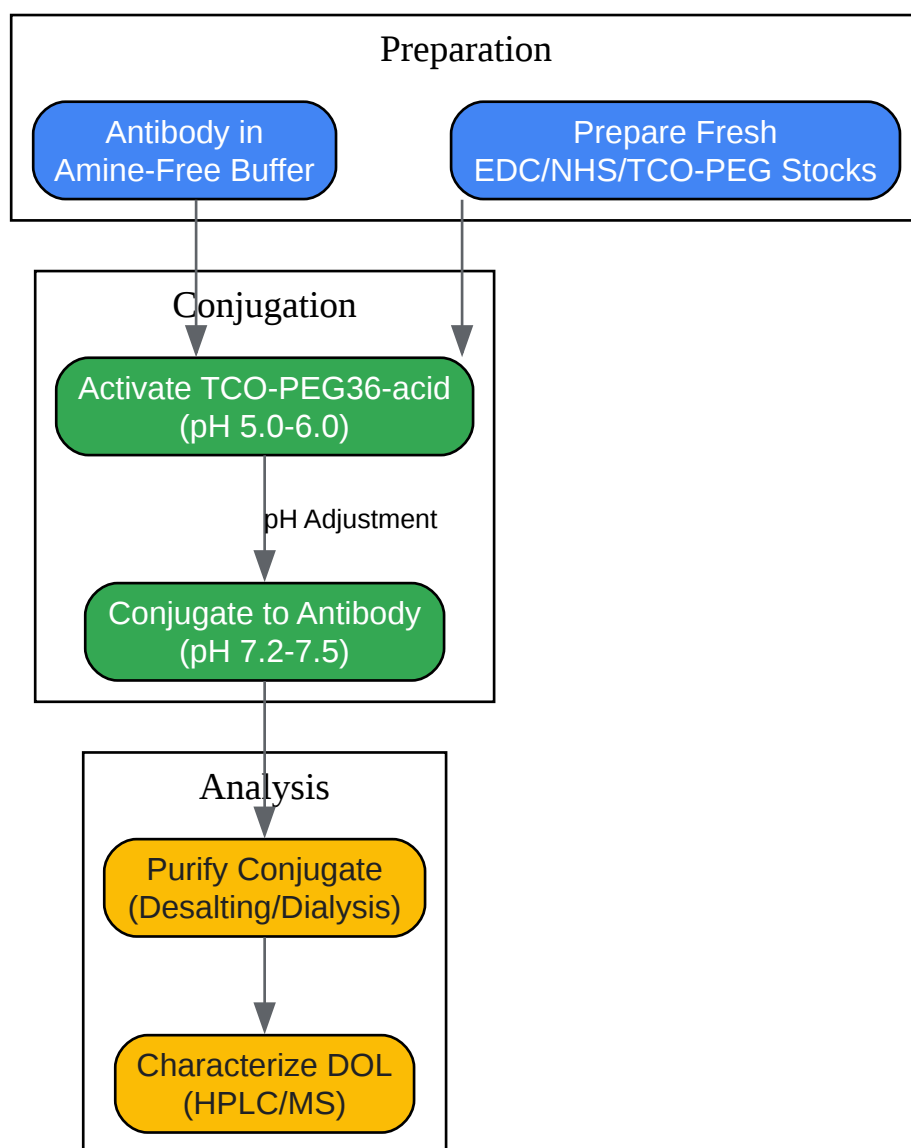 Preparation
Antibody in
Amine-Free Buffer
Prepare Fresh
EDC/NHS/TCO-PEG Stocks
Conjugation
Activate TCO-PEG36-acid
(pH 5.0-6.0)
pH Adjustment
Conjugate to Antibody
(pH 7.2-7.5)
Analysis
Purify Conjugate
(Desalting/Dialysis)
Characterize DOL
(HPLC/MS)